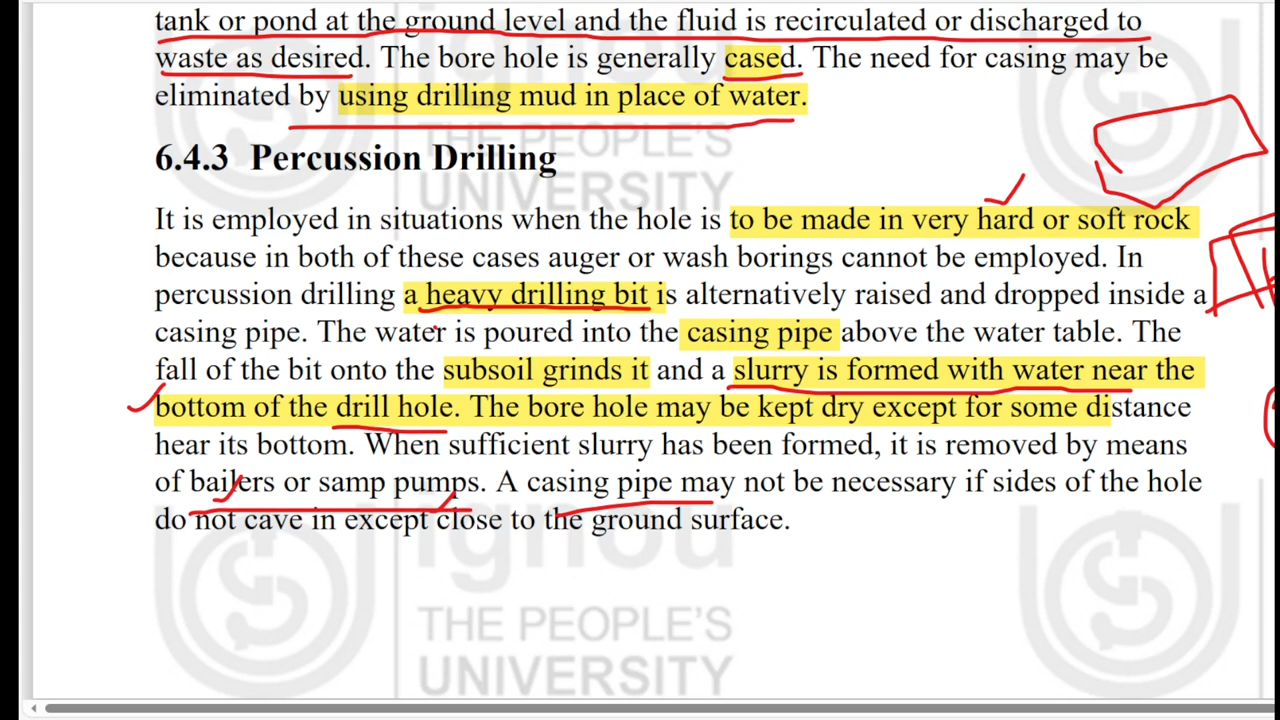 tank or pond at the ground level and the fluid is recirculated or discharged to
waste as desired. The bore hole is generally cased. The need for casing may be
eliminated by using drilling mud in place of water.
6.4.3 Percussion Drilling
It is employed in situations when the hole is to be made in very hard or soft rock
because in both of these cases auger or wash borings cannot be employed. In
percussion drilling a heavy drilling bit is alternatively raised and dropped inside a
casing pipe. The water is poured into the casing pipe above the water table. The
fall of the bit onto the subsoil grinds it and a slurry is formed with water near the
bottom of the drill hole. The bore hole may be kept dry except for some distance
hear its bottom. When sufficient slurry has been formed, it is removed by means
of bailers or samp pumps. A casing pipe may not be necessary if sides of the hole
do not cave in except close to the ground surface.
ignou
THE PEOPLE'S
UNIVERSITY
ignou
THE PEOPLE'S
UNIVERSITY